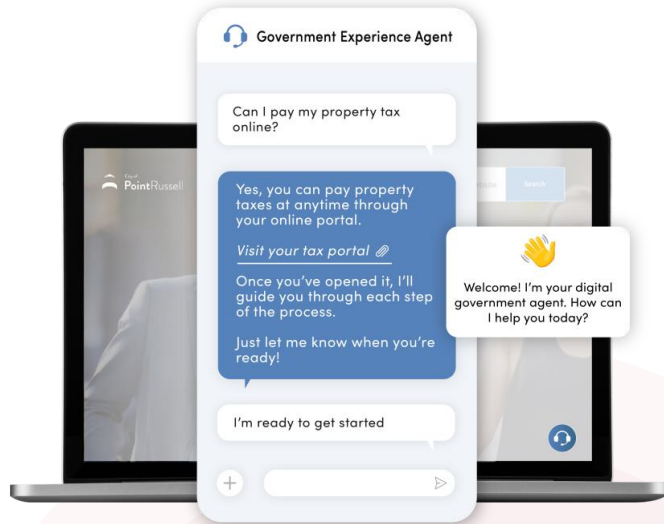 Government Experience Agent
Can I pay my property tax
online?
City of
PointRussell
Search
Yes, you can pay property
taxes at anytime through
your online portal.
Visit your tax portal
Once you've opened it, I'll
guide you through each step
of the process.
Just let me know when you're
ready!
Welcome! I'm your digital
government agent. How can
I help you today?
I'm ready to get started